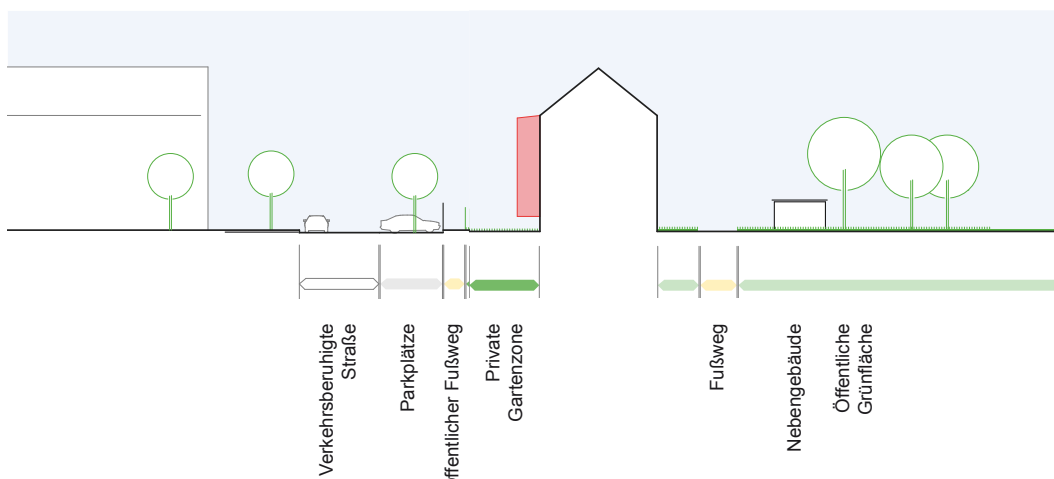 Verkehrsberuhigte
Straße
Parkplätze
ffentlicher Fußweg
Private
Gartenzone
Fußweg
Nebengebäude
Öffentliche
Grünfläche